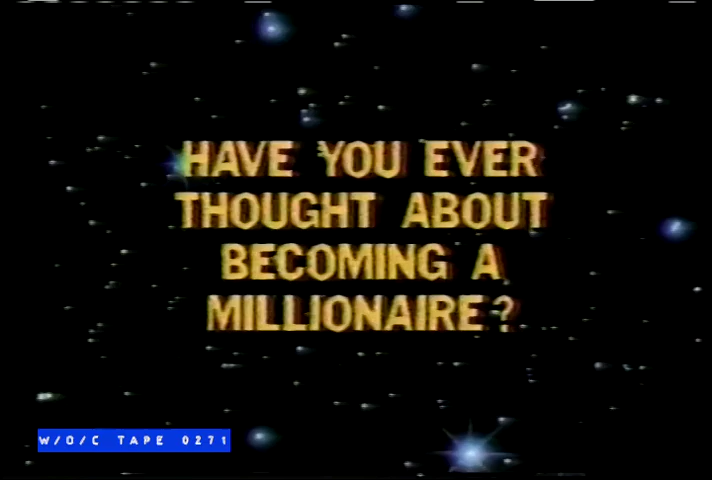 HAVE YOU EVER
THOUGHT ABOUT
BECOMING A
MILLIONAIRE?
W/O/C TAPE 0271